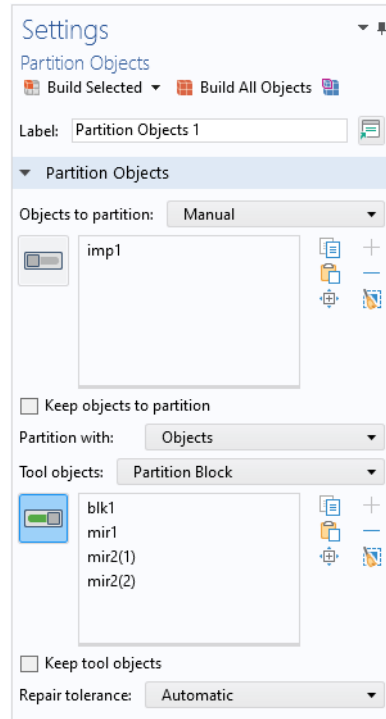 Settings
Partition Objects
Build Selected Build All Objects
Label: Partition Objects 1
Partition Objects
Objects to partition: Manual
imp1
Keep objects to partition
Partition with: Objects
Tool objects: Partition Block
blk1
mir1
mir2(1)
mir2(2)
Keep tool objects
Repair tolerance: Automatic